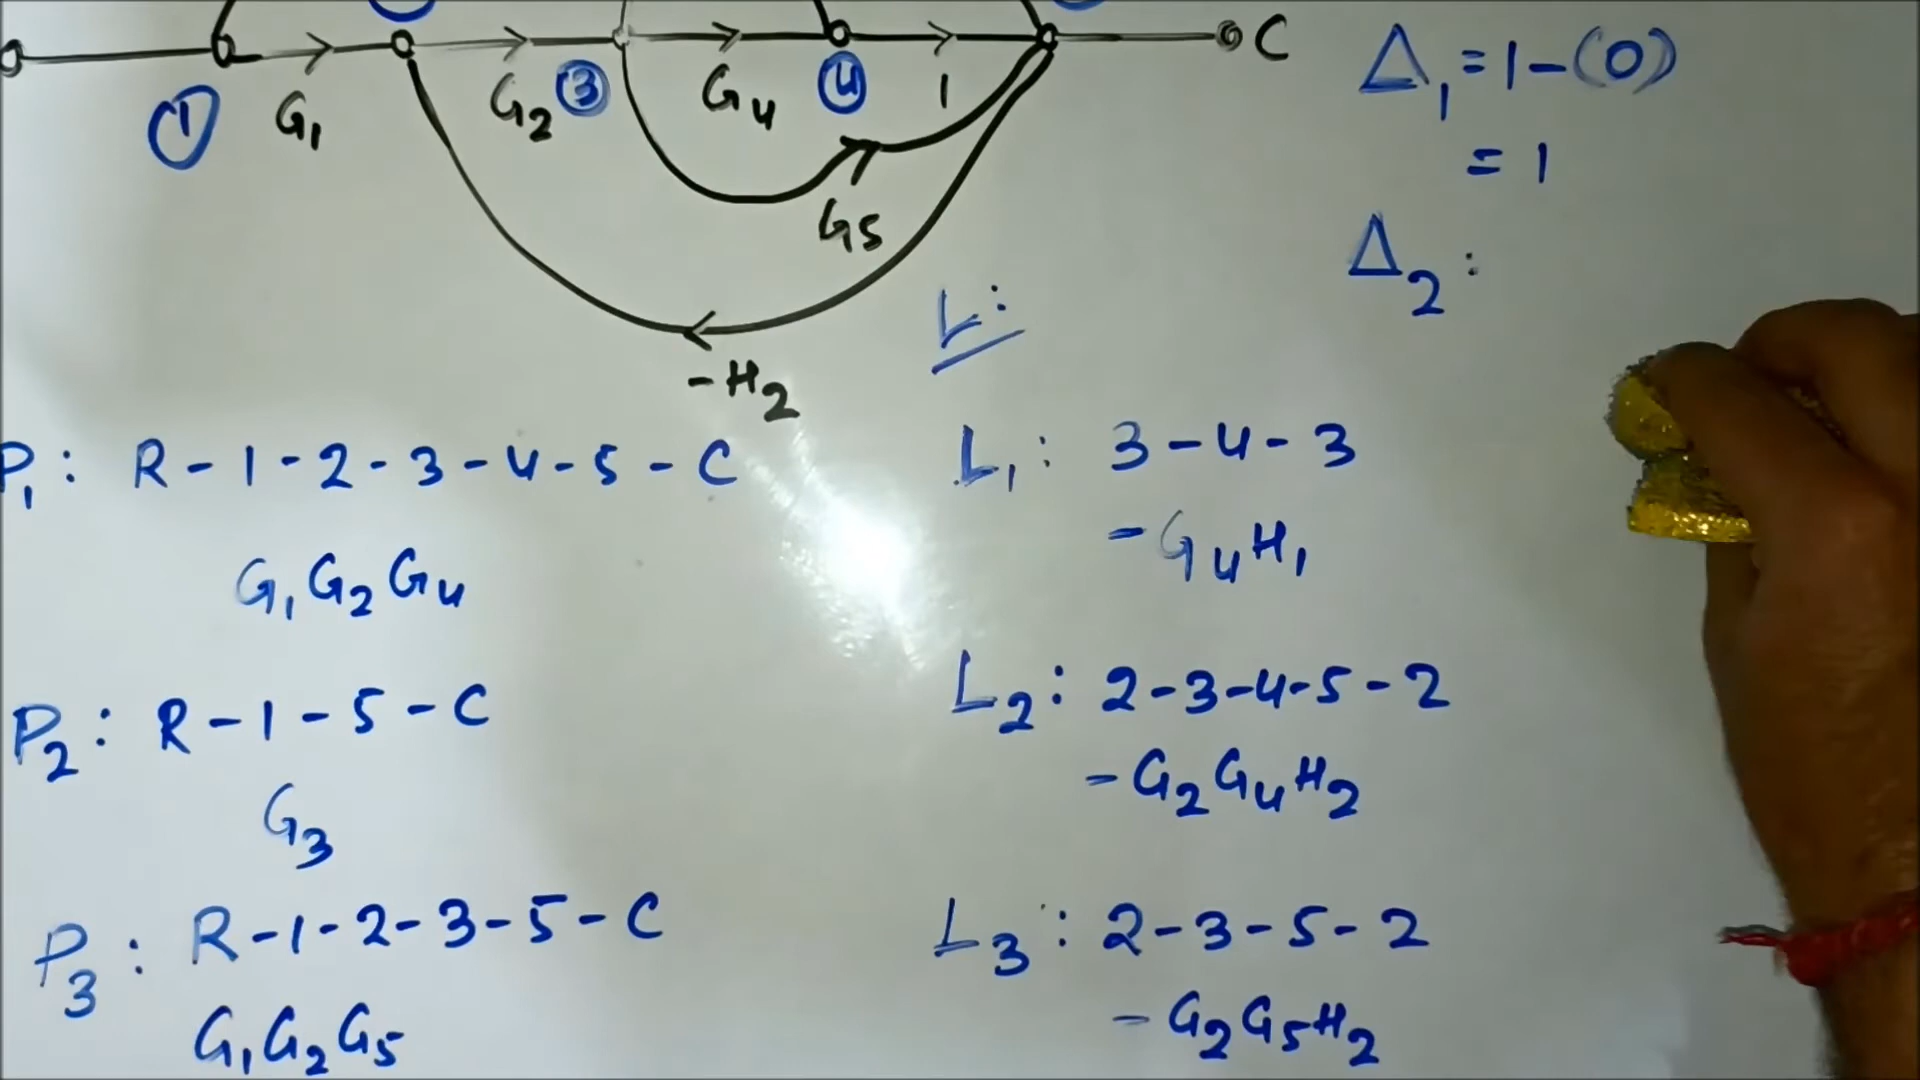 C
① G₁ G₂ ③ G₄ ④ 1
G₅
-H₂
Δ₁ = 1 - (0)
= 1
Δ₂ :
P₁ : R - 1 - 2 - 3 - 4 - 5 - C
G₁ G₂ G₄
P₂ : R - 1 - 5 - C
G₃
P₃ : R - 1 - 2 - 3 - 5 - C
G₁ G₂ G₅
L :
L₁ : 3 - 4 - 3
- G₄ H₁
L₂ : 2 - 3 - 4 - 5 - 2
- G₂ G₄ H₂
L₃ : 2 - 3 - 5 - 2
- G₂ G₅ H₂